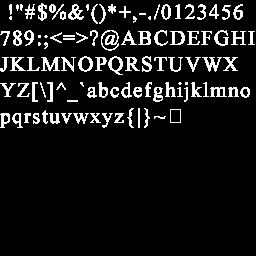 !"#$%&'()*+,-./0123456
789:;<=>?@ABCDEFGHI
JKLMNOPQRSTUVWX
YZ[\]^_`abcdefghijklmno
pqrstuvwxyz{|}~□